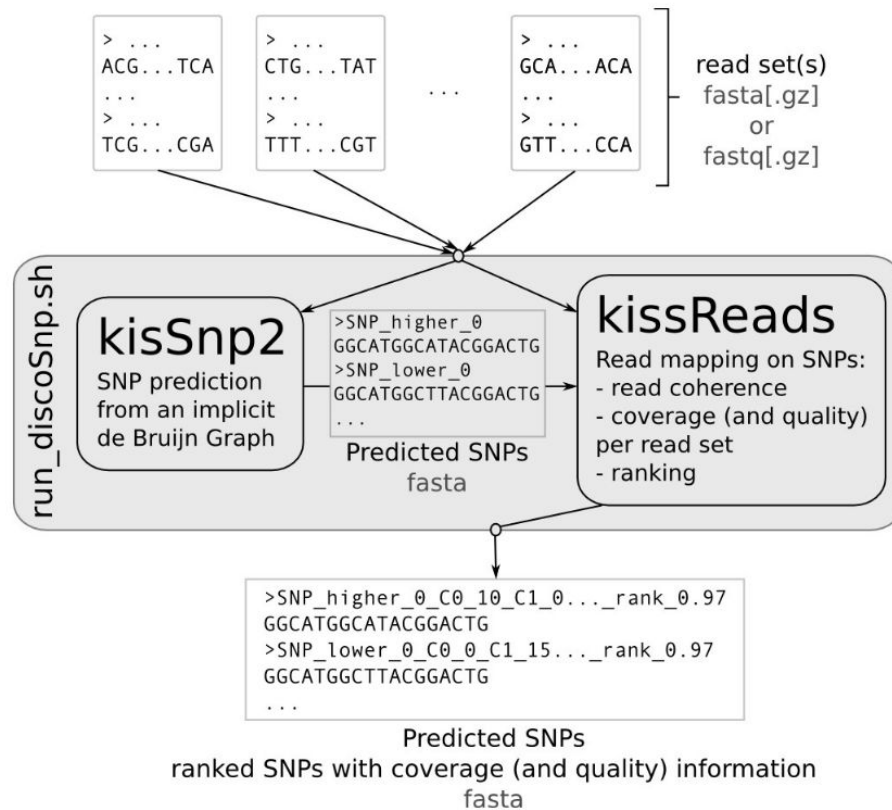 > ...
ACG...TCA
...
> ...
TCG...CGA
> ...
CTG...TAT
...
> ...
TTT...CGT
...
> ...
GCA...ACA
...
> ...
GTT...CCA
read set(s)
fasta[.gz]
or
fastq[.gz]
run_discoSnp.sh
kisSnp2
SNP prediction
from an implicit
de Bruijn Graph
>SNP_higher_0
GGCATGGCATACGGACTG
>SNP_lower_0
GGCATGGCTTACGGACTG
...
Predicted SNPs
fasta
kissReads
Read mapping on SNPs:
- read coherence
- coverage (and quality)
per read set
- ranking
>SNP_higher_0_C0_10_C1_0..._rank_0.97
GGCATGGCATACGGACTG
>SNP_lower_0_C0_0_C1_15..._rank_0.97
GGCATGGCTTACGGACTG
...
Predicted SNPs
ranked SNPs with coverage (and quality) information
fasta